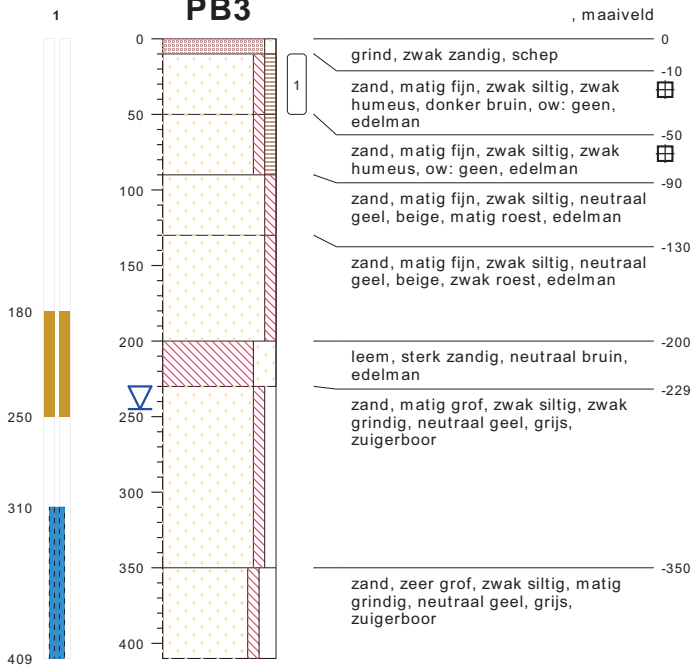 PB3
1
, maaiveld
0
0
grind, zwak zandig, schep
-10
zand, matig fijn, zwak siltig, zwak
humeus, donker bruin, ow: geen,
edelman
1
50
-50
zand, matig fijn, zwak siltig, zwak
humeus, ow: geen, edelman
-90
100
zand, matig fijn, zwak siltig, neutraal
geel, beige, matig roest, edelman
-130
150
zand, matig fijn, zwak siltig, neutraal
geel, beige, zwak roest, edelman
180
200
-200
leem, sterk zandig, neutraal bruin,
edelman
-229
250
250
zand, matig grof, zwak siltig, zwak
grindig, neutraal geel, grijs,
zuigerboor
300
310
350
-350
zand, zeer grof, zwak siltig, matig
grindig, neutraal geel, grijs,
zuigerboor
400
409